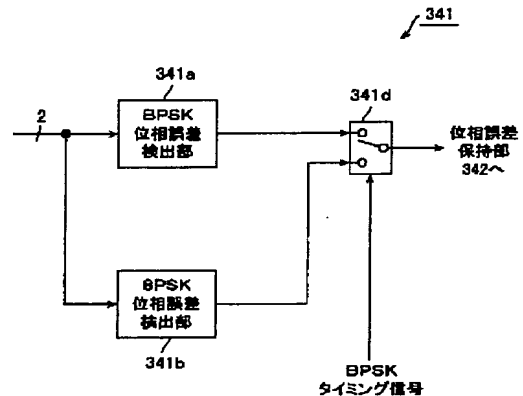 341
341a
BPSK
位相誤差
検出部
2
341d
位相誤差
保持部
342へ
BPSK
位相誤差
検出部
341b
BPSK
タイミング信号